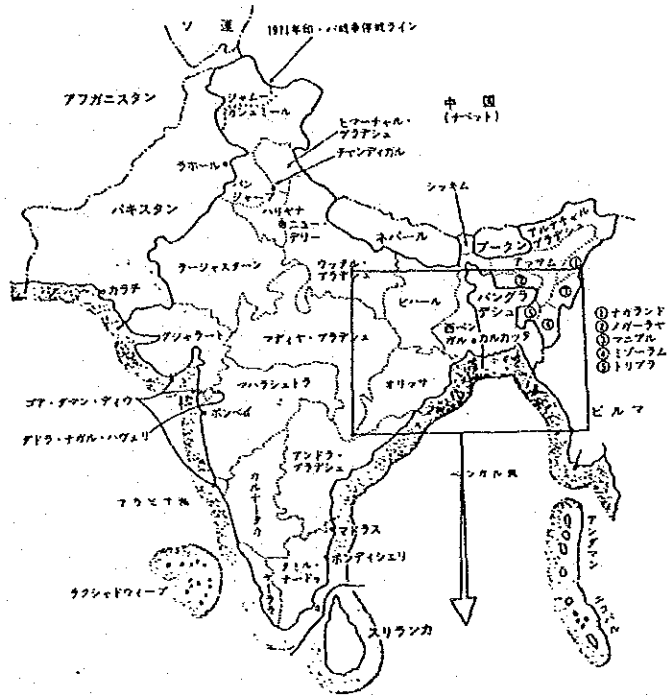 ソ連
1971年印・パ戦争停戦ライン
アフガニスタン
ジャムー・
カシュミール
中国
(チベット)
ヒマーチャル・
プラデシュ
チャンディガル
ラホール
パン
ジャーブ
パキスタン
ハリヤナ
ニュー・
デリー
シッキム
ネパール
ブータン
アルナチャル
プラデシ
アッサム
①
ラージャスターン
ウッタル・
プラデシュ
カラチ
ビハール
②
バングラ
デシュ
③
⑤
④
西ベン
ガル
カルカッタ
①ナガランド
②メガーラヤ
③マニプル
④ミゾーラム
⑤トリプラ
グジャラート
マディヤ・プラデシュ
マハラシュトラ
オリッサ
ゴア・ダマン・ディウ
ボンベイ
ビルマ
ダドラ・ナガル・ハヴェリ
アンドラ・
プラデシュ
カルナータカ
ベンガル湾
アラビヤ海
マドラス
ポンディシェリ
タミル・
ナードゥ
ケーララ
ラクシャドウィープ
スリランカ
アンダマン
ニコバル